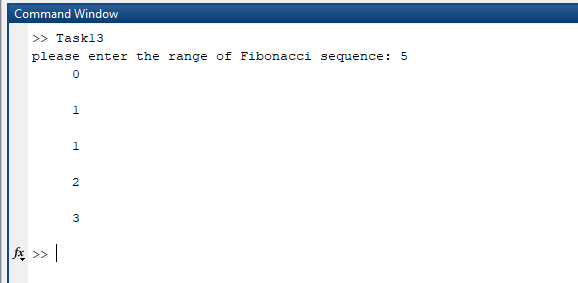 Command Window
>> Task13
please enter the range of Fibonacci sequence: 5
0
1
1
2
3
fx >>